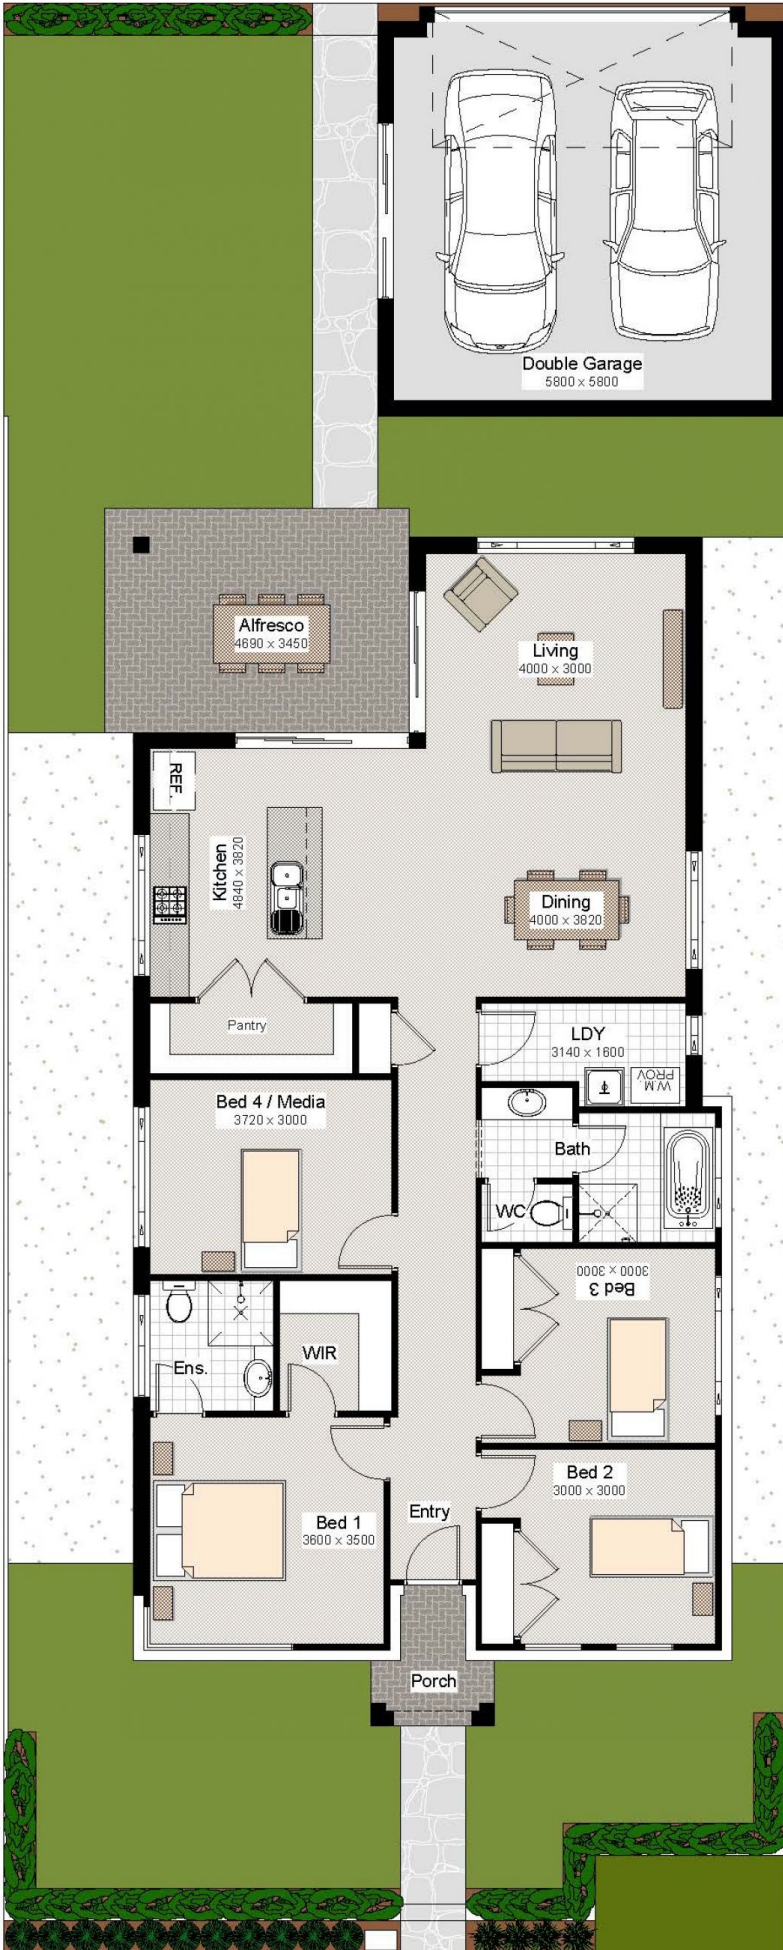 Double Garage
5800 x 5800
Alfresco
4690 x 3450
Living
4000 x 3000
REF.
Kitchen
4840 x 3820
Dining
4000 x 3820
Pantry
LDY
3140 x 1600
W.M
PROV
Bed 4 / Media
3720 x 3000
Bath
WC
Bed 3
3000 x 3000
Ens.
WIR
Bed 2
3000 x 3000
Bed 1
3600 x 3500
Entry
Porch